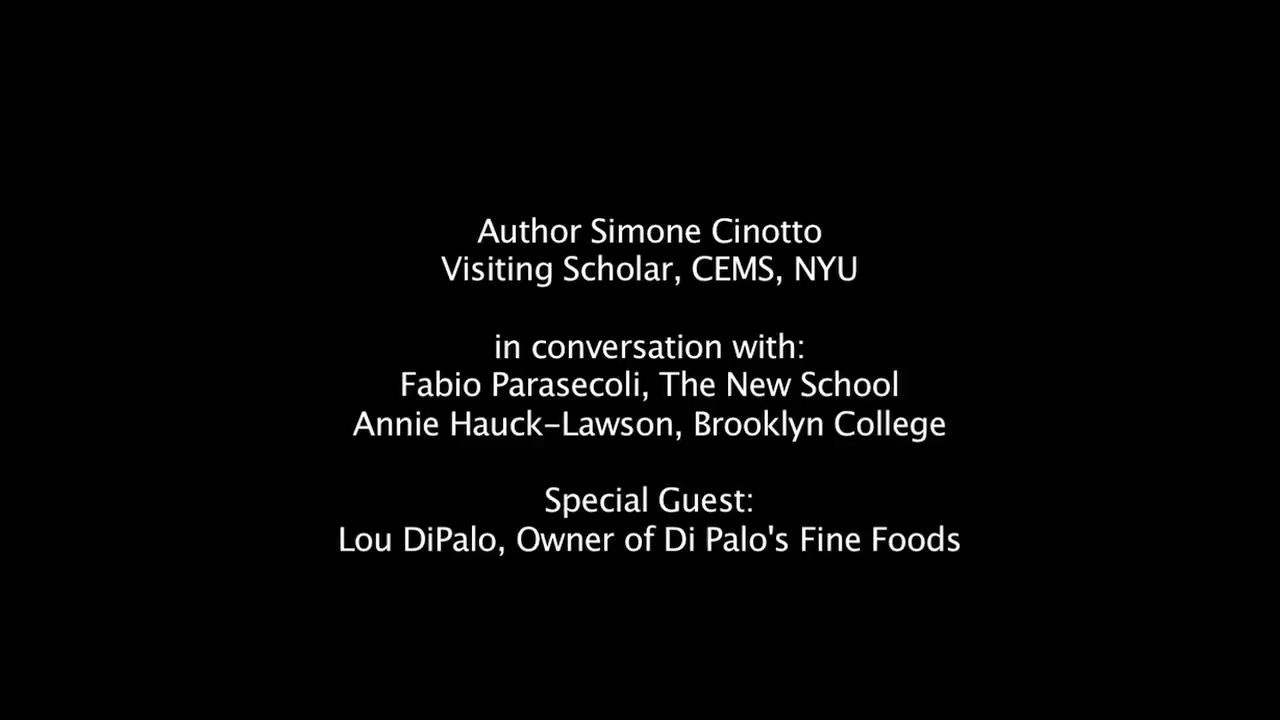 Author Simone Cinotto
Visiting Scholar, CEMS, NYU
in conversation with:
Fabio Parasecoli, The New School
Annie Hauck-Lawson, Brooklyn College
Special Guest:
Lou DiPalo, Owner of Di Palo's Fine Foods